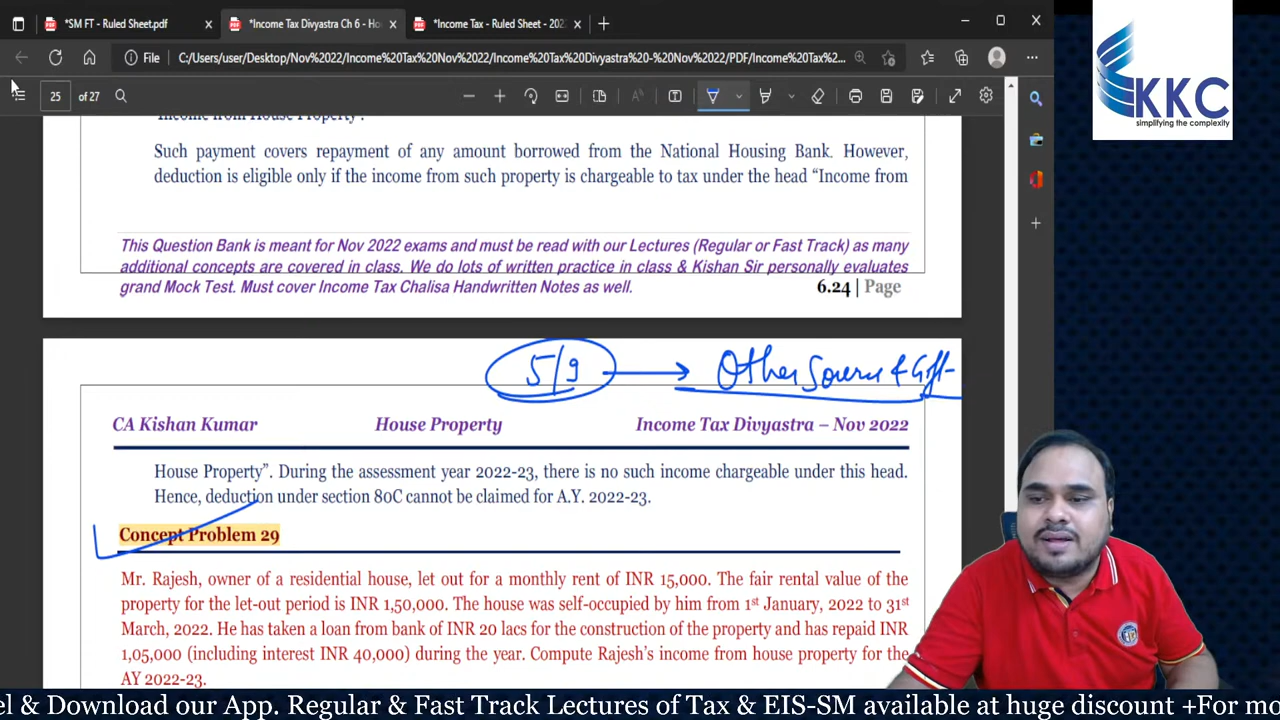 *SM FT - Ruled Sheet.pdf
*Income Tax Divyastra Ch 6 - Ho
*Income Tax - Ruled Sheet - 202
File
C:/Users/user/Desktop/Nov%2022/Income%20Tax%20Nov%2022/Income%20Tax%20Divyastra%20-%20Nov%2022/PDF/Income%20Tax%2...
25 of 27
KKC
simplifying the complexity
'Income from House Property'.
Such payment covers repayment of any amount borrowed from the National Housing Bank. However,
deduction is eligible only if the income from such property is chargeable to tax under the head “Income from
This Question Bank is meant for Nov 2022 exams and must be read with our Lectures (Regular or Fast Track) as many
additional concepts are covered in class. We do lots of written practice in class & Kishan Sir personally evaluates
grand Mock Test. Must cover Income Tax Chalisa Handwritten Notes as well.
6.24 | Page
5/9 → Other Source & Gift
CA Kishan Kumar House Property Income Tax Divyastra – Nov 2022
House Property”. During the assessment year 2022-23, there is no such income chargeable under this head.
Hence, deduction under section 80C cannot be claimed for A.Y. 2022-23.
Concept Problem 29
Mr. Rajesh, owner of a residential house, let out for a monthly rent of INR 15,000. The fair rental value of the
property for the let-out period is INR 1,50,000. The house was self-occupied by him from 1st January, 2022 to 31st
March, 2022. He has taken a loan from bank of INR 20 lacs for the construction of the property and has repaid INR
1,05,000 (including interest INR 40,000) during the year. Compute Rajesh’s income from house property for the
AY 2022-23.
el & Download our App. Regular & Fast Track Lectures of Tax & EIS-SM available at huge discount +For mo